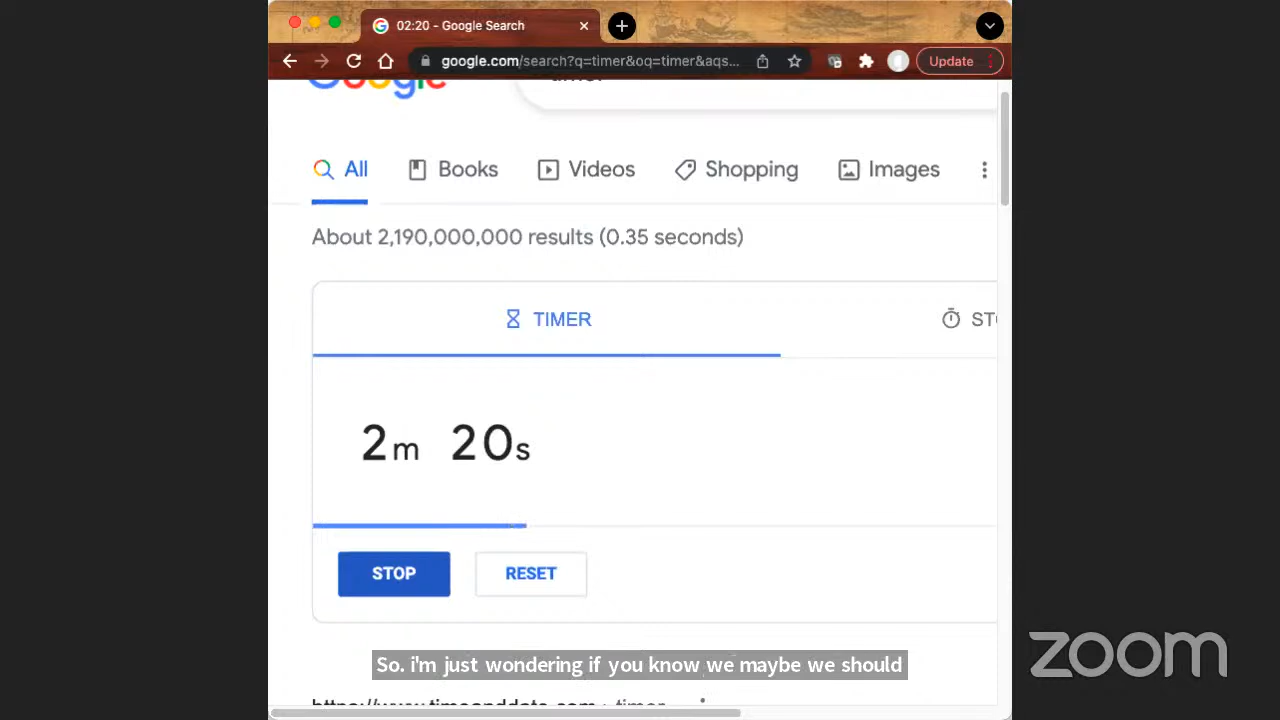 02:20 - Google Search
google.com/search?q=timer&oq=timer&aqs...
Update
Google
All
Books
Videos
Shopping
Images
About 2,190,000,000 results (0.35 seconds)
TIMER
2m 20s
STOP
RESET
So. i'm just wondering if you know we maybe we should
zoom